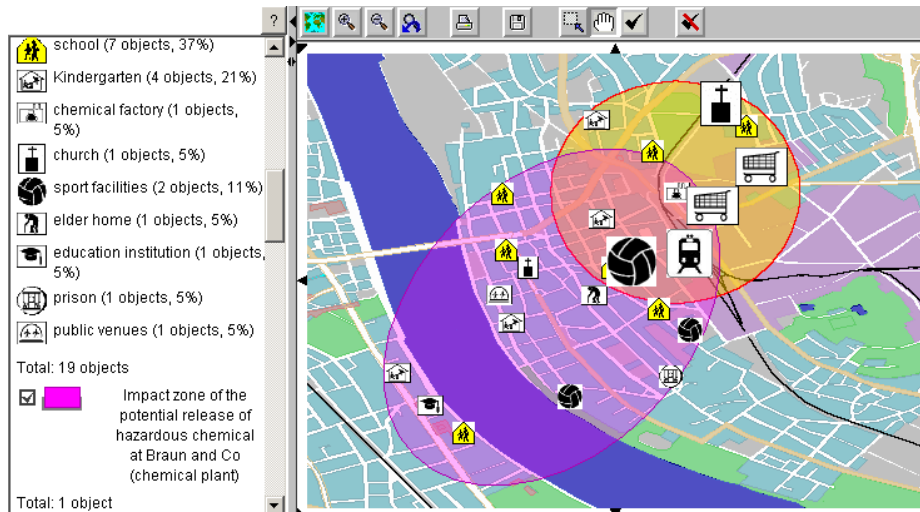 ?
school (7 objects, 37%)
Kindergarten (4 objects, 21%)
chemical factory (1 objects,
5%)
church (1 objects, 5%)
sport facilities (2 objects, 11%)
elder home (1 objects, 5%)
education institution (1 objects,
5%)
prison (1 objects, 5%)
public venues (1 objects, 5%)
Total: 19 objects
Impact zone of the
potential release of
hazardous chemical
at Braun and Co
(chemical plant)
Total: 1 object